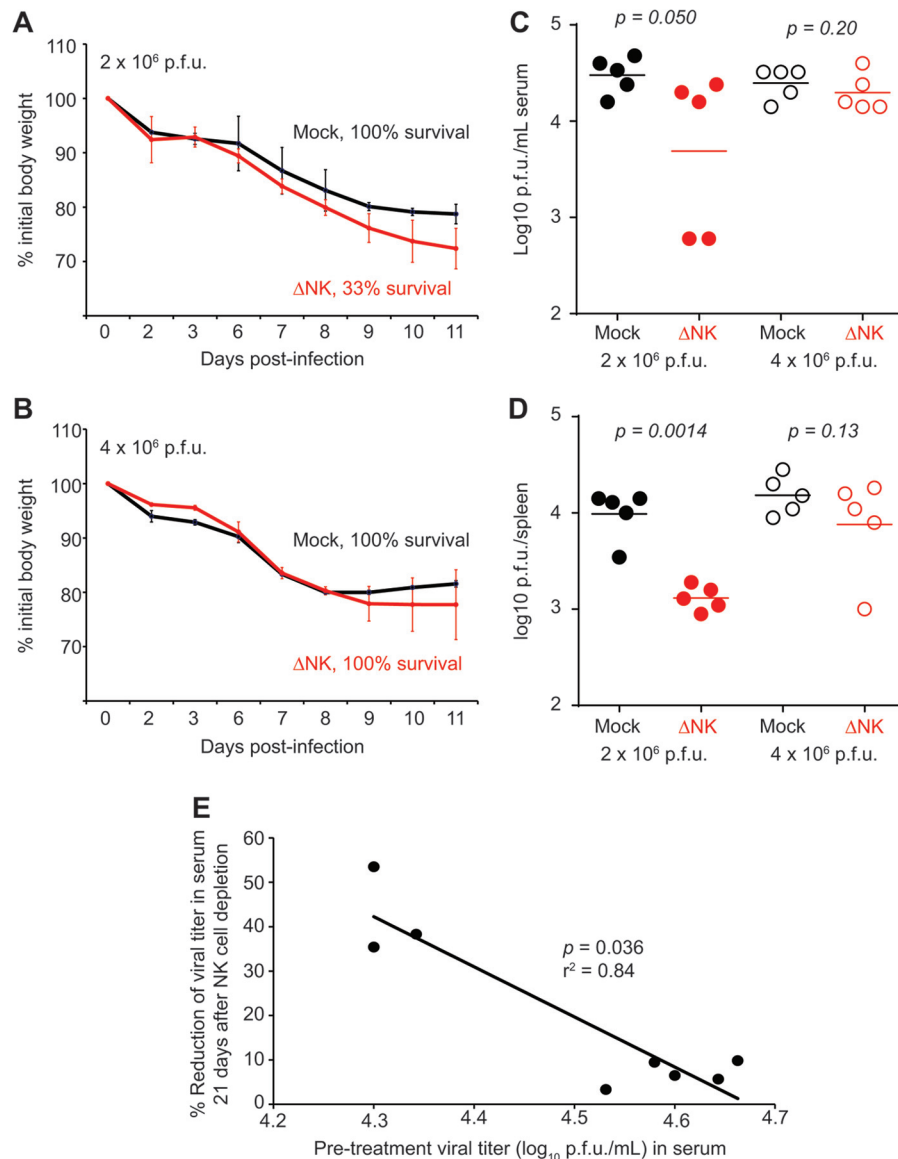 A
110
100
90
80
70
% initial body weight
2 x 10⁶ p.f.u.
Mock, 100% survival
ΔNK, 33% survival
0 2 3 6 7 8 9 10 11
Days post-infection
B
110
100
90
80
70
% initial body weight
4 x 10⁶ p.f.u.
Mock, 100% survival
ΔNK, 100% survival
0 2 3 6 7 8 9 10 11
Days post-infection
C
p = 0.050 p = 0.20
5
4
3
2
Log10 p.f.u./mL serum
Mock ΔNK Mock ΔNK
2 x 10⁶ p.f.u. 4 x 10⁶ p.f.u.
D
p = 0.0014 p = 0.13
5
4
3
2
log10 p.f.u./spleen
Mock ΔNK Mock ΔNK
2 x 10⁶ p.f.u. 4 x 10⁶ p.f.u.
E
60
50
40
30
20
10
0
% Reduction of viral titer in serum
21 days after NK cell depletion
p = 0.036
r² = 0.84
4.2 4.3 4.4 4.5 4.6 4.7
Pre-treatment viral titer (log₁₀ p.f.u./mL) in serum